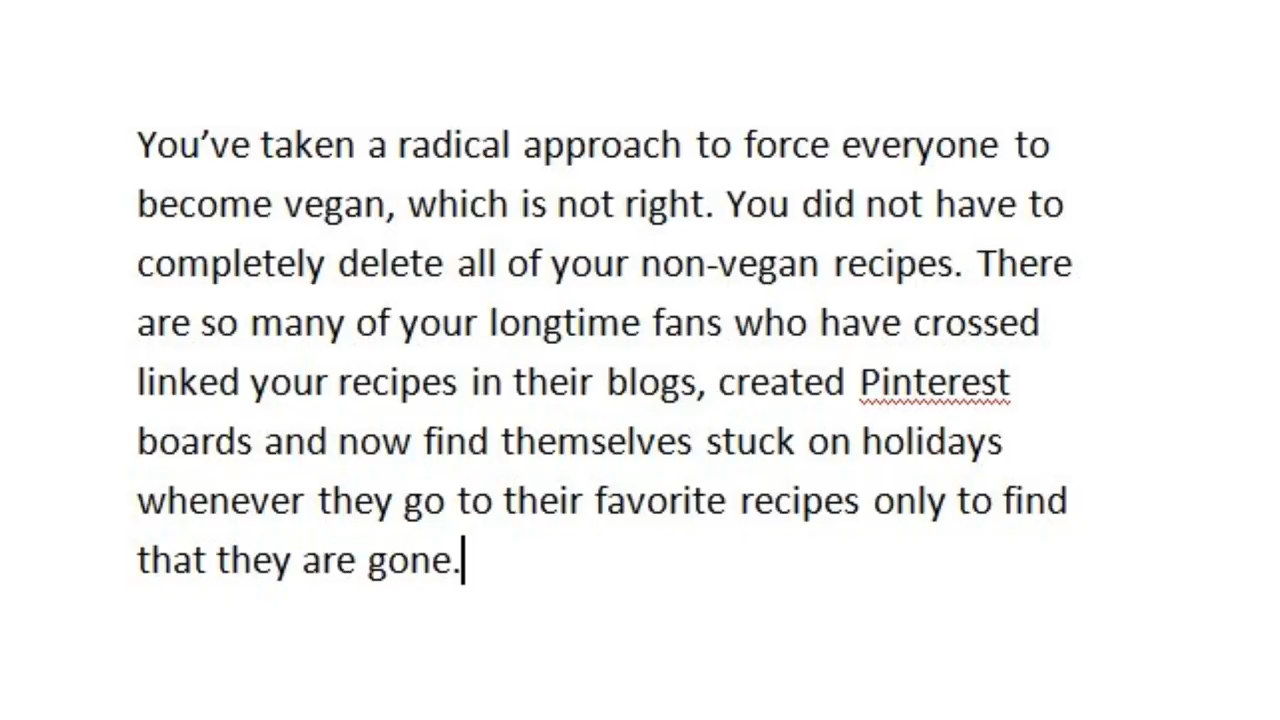 You’ve taken a radical approach to force everyone to
become vegan, which is not right. You did not have to
completely delete all of your non-vegan recipes. There
are so many of your longtime fans who have crossed
linked your recipes in their blogs, created Pinterest
boards and now find themselves stuck on holidays
whenever they go to their favorite recipes only to find
that they are gone.